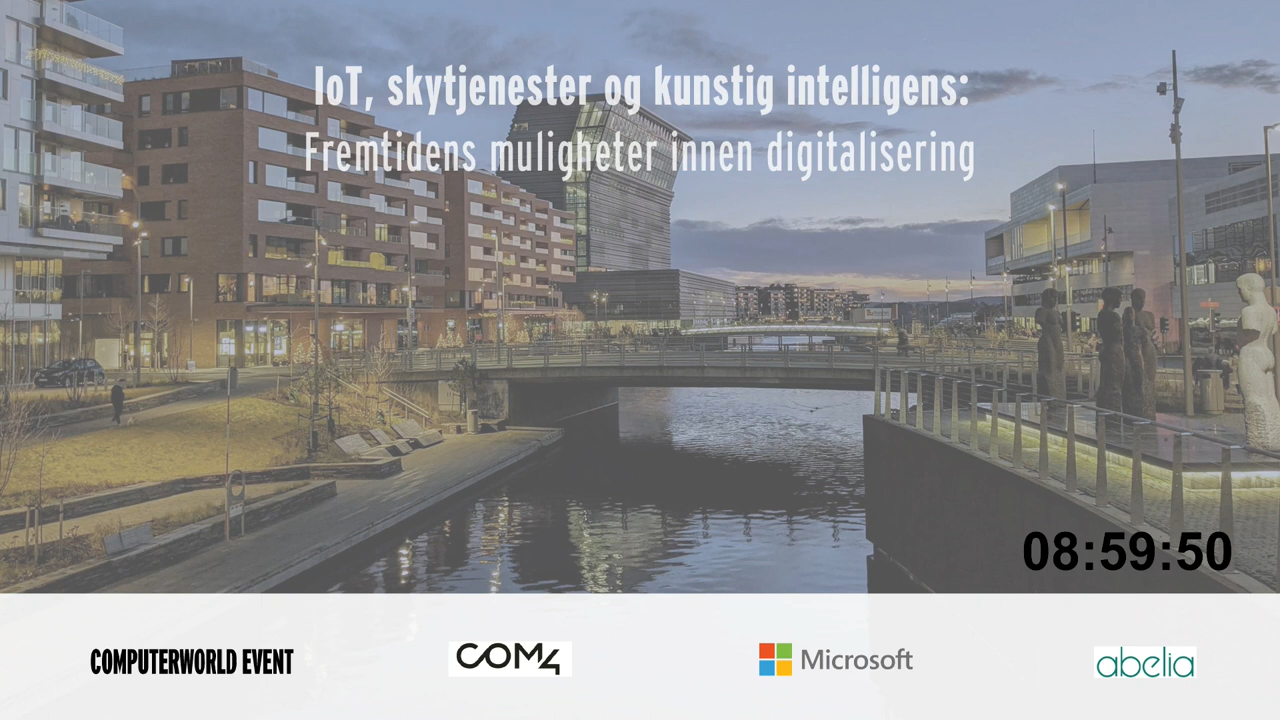 IoT, skytjenester og kunstig intelligens:
Fremtidens muligheter innen digitalisering
08:59:50
COMPUTERWORLD EVENT
COM4
Microsoft
abelia